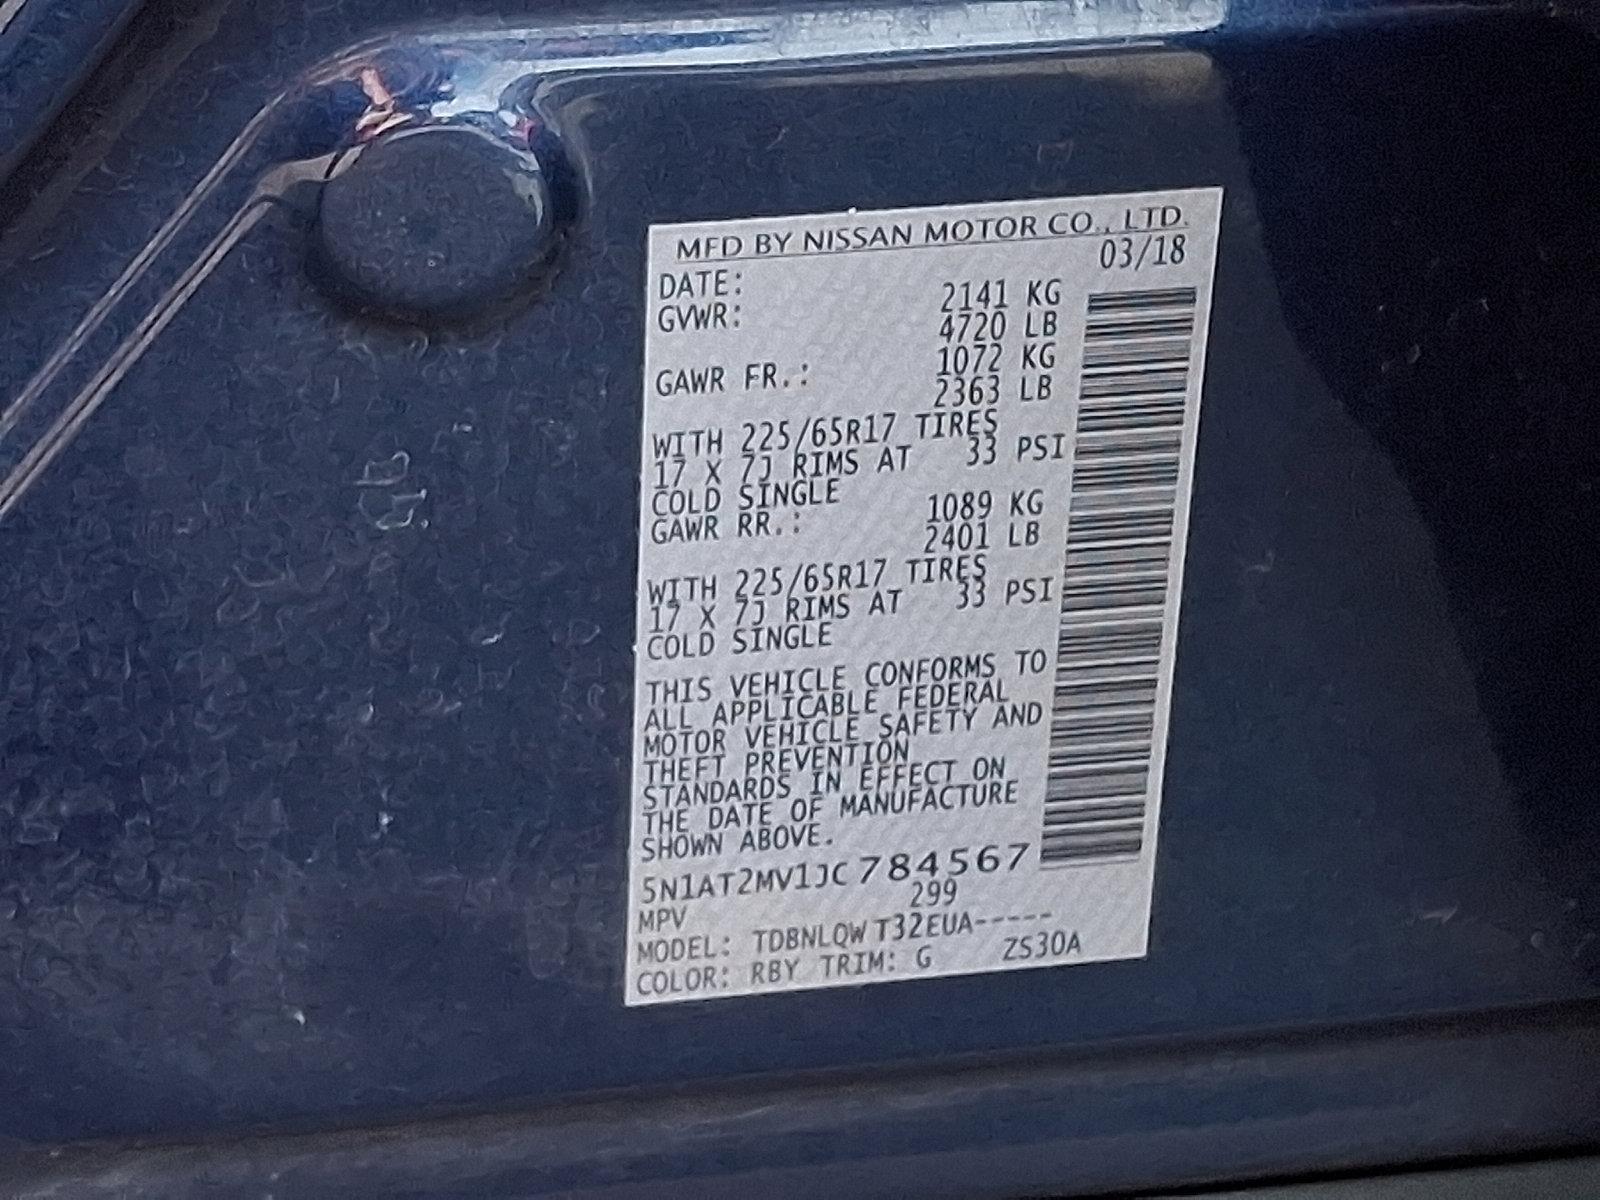 MFD BY NISSAN MOTOR CO., LTD.
DATE: 03/18
GVWR: 2141 KG
4720 LB
GAWR FR.: 1072 KG
2363 LB
WITH 225/65R17 TIRES
17 X 7J RIMS AT 33 PSI
COLD SINGLE
GAWR RR.: 1089 KG
2401 LB
WITH 225/65R17 TIRES
17 X 7J RIMS AT 33 PSI
COLD SINGLE
THIS VEHICLE CONFORMS TO
ALL APPLICABLE FEDERAL
MOTOR VEHICLE SAFETY AND
THEFT PREVENTION
STANDARDS IN EFFECT ON
THE DATE OF MANUFACTURE
SHOWN ABOVE.
5N1AT2MV1JC784567
MPV 299
MODEL: TDBNLQWT32EUA-----
COLOR: RBY TRIM: G ZS30A